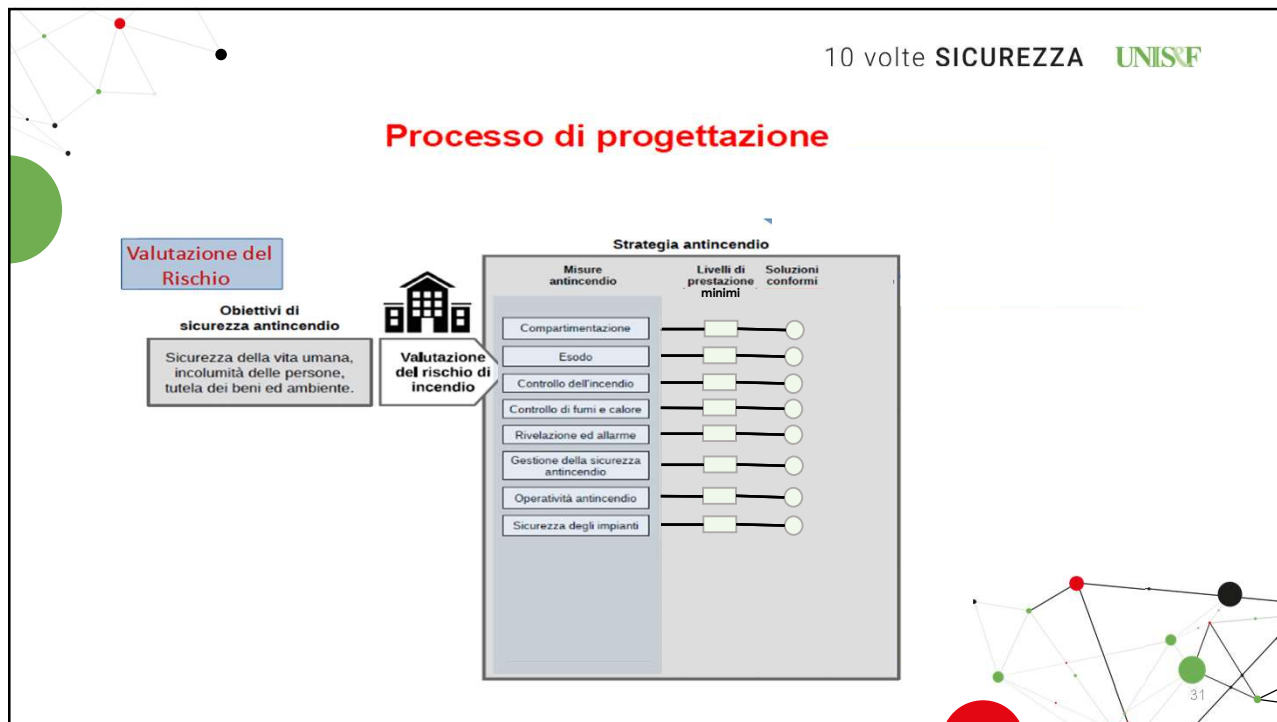 10 volte SICUREZZA UNIS&F
Processo di progettazione
Valutazione del
Rischio
Obiettivi di
sicurezza antincendio
Sicurezza della vita umana,
incolumità delle persone,
tutela dei beni ed ambiente.
Valutazione
del rischio di
incendio
Strategia antincendio
Misure
antincendio
Livelli di
prestazione
minimi
Soluzioni
conformi
Compartimentazione
Esodo
Controllo dell'incendio
Controllo di fumi e calore
Rivelazione ed allarme
Gestione della sicurezza
antincendio
Operatività antincendio
Sicurezza degli impianti
31